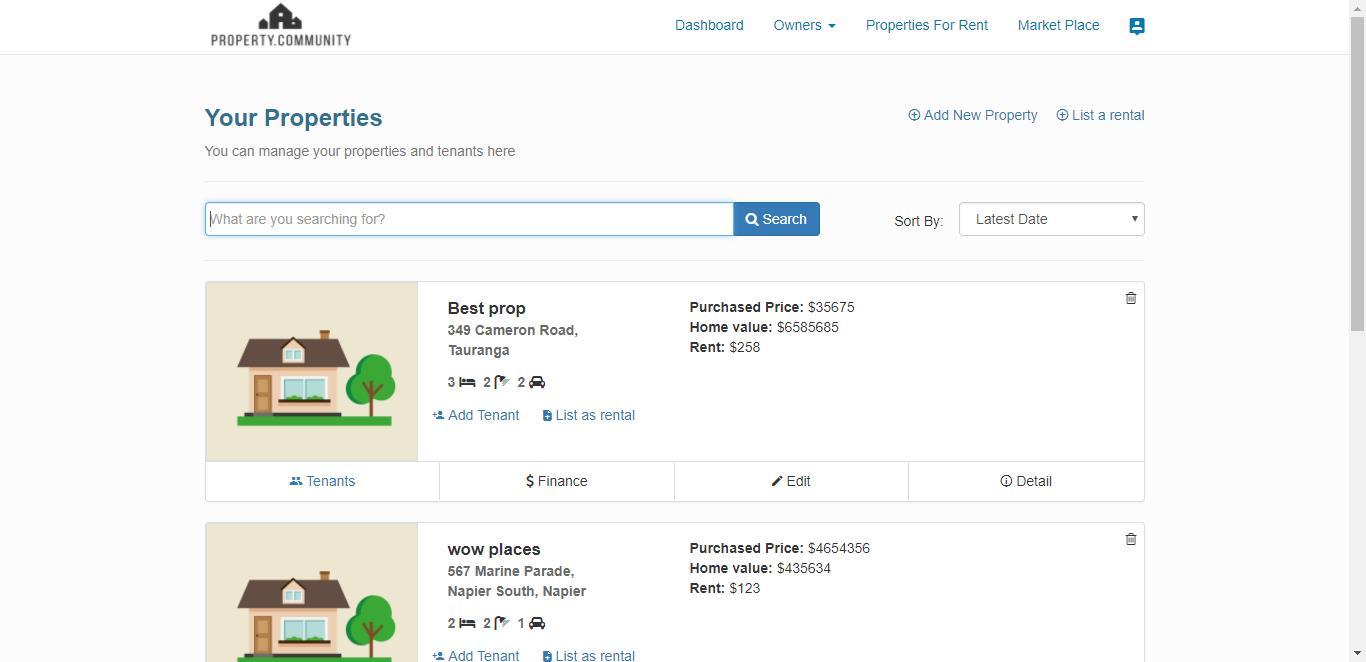 PROPERTY.COMMUNITY
Dashboard Owners Properties For Rent Market Place
Your Properties
Add New Property List a rental
You can manage your properties and tenants here
What are you searching for? Search Sort By: Latest Date
Best prop
349 Cameron Road,
Tauranga
3 2 2
Add Tenant List as rental
Purchased Price: $35675
Home value: $6585685
Rent: $258
Tenants $ Finance Edit Detail
wow places
567 Marine Parade,
Napier South, Napier
2 2 1
Add Tenant List as rental
Purchased Price: $4654356
Home value: $435634
Rent: $123